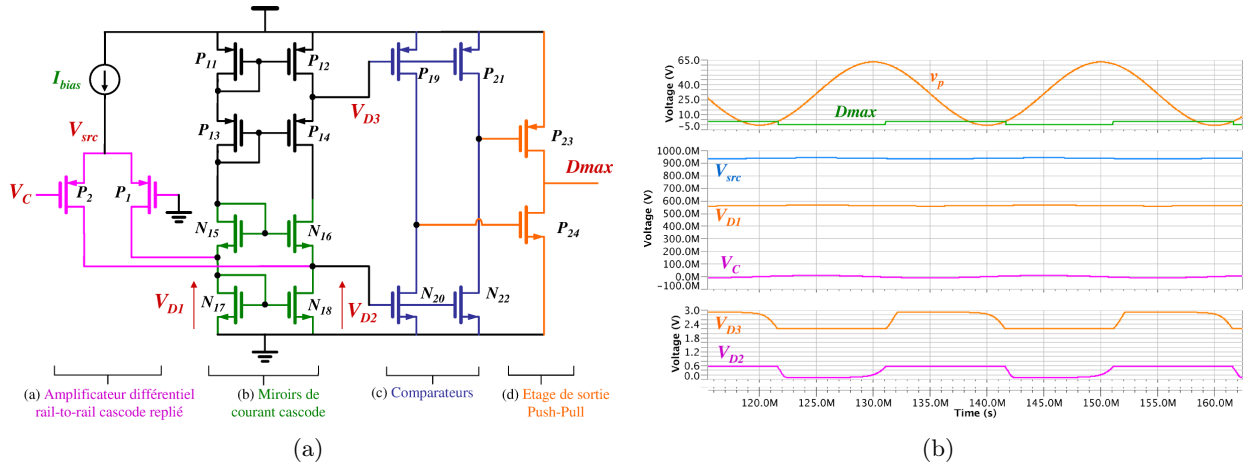 I_bias
V_src
V_C
P_2
P_1
P_11
P_12
P_13
P_14
N_15
N_16
N_17
N_18
V_D1
V_D2
V_D3
P_19
P_21
N_20
N_22
P_23
P_24
Dmax
(a) Amplificateur différentiel
rail-to-rail cascode replié
(b) Miroirs de
courant cascode
(c) Comparateurs
(d) Etage de sortie
Push-Pull
(a)
Voltage (V)
65.0
45.0
25.0
10.0
-5.0
v_p
Dmax
Voltage (V)
1000.0M
900.0M
800.0M
700.0M
600.0M
500.0M
400.0M
300.0M
200.0M
100.0M
0.0M
-100.0M
V_src
V_D1
V_C
Voltage (V)
3.0
2.4
1.8
1.2
0.6
0.0
V_D3
V_D2
120.0M 125.0M 130.0M 135.0M 140.0M 145.0M 150.0M 155.0M 160.0M
Time (s)
(b)